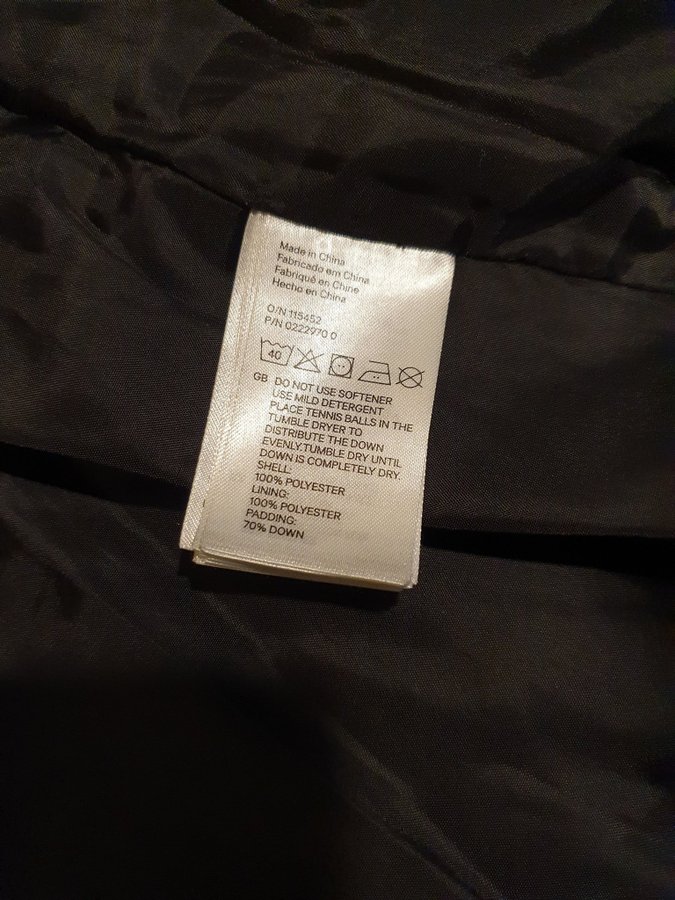 Made in China
Fabricado em China
Fabriqué en Chine
Hecho en China
O/N 115452
P/N 0222970 0
40
GB DO NOT USE SOFTENER
USE MILD DETERGENT
PLACE TENNIS BALLS IN THE
TUMBLE DRYER TO
DISTRIBUTE THE DOWN
EVENLY.TUMBLE DRY UNTIL
DOWN IS COMPLETELY DRY.
SHELL:
100% POLYESTER
LINING:
100% POLYESTER
PADDING:
70% DOWN